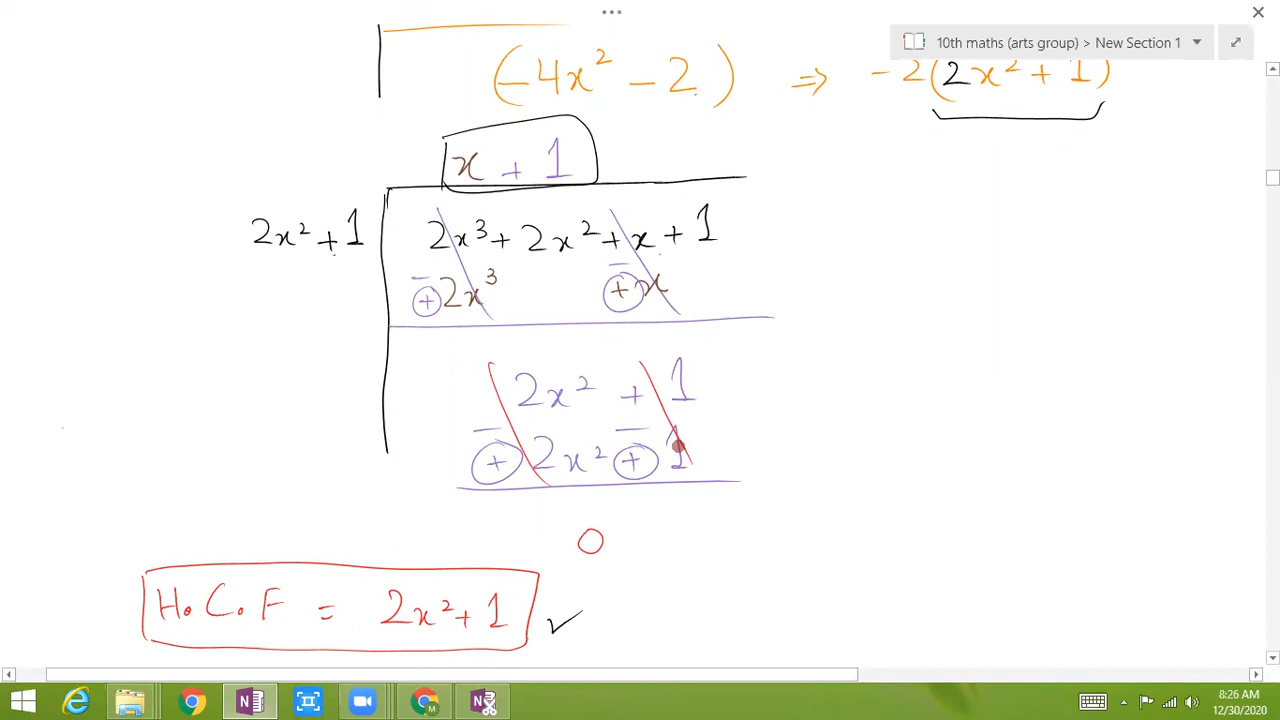 10th maths (arts group) > New Section 1
(-4x² - 2) ⇒ -2(2x² + 1)
x + 1
2x² + 1
2x³ + 2x² + x + 1
- -
+2x³ + x
2x² + 1
- -
+ 2x² + 1
0
H.C.F = 2x² + 1 ✓
8:26 AM
12/30/2020